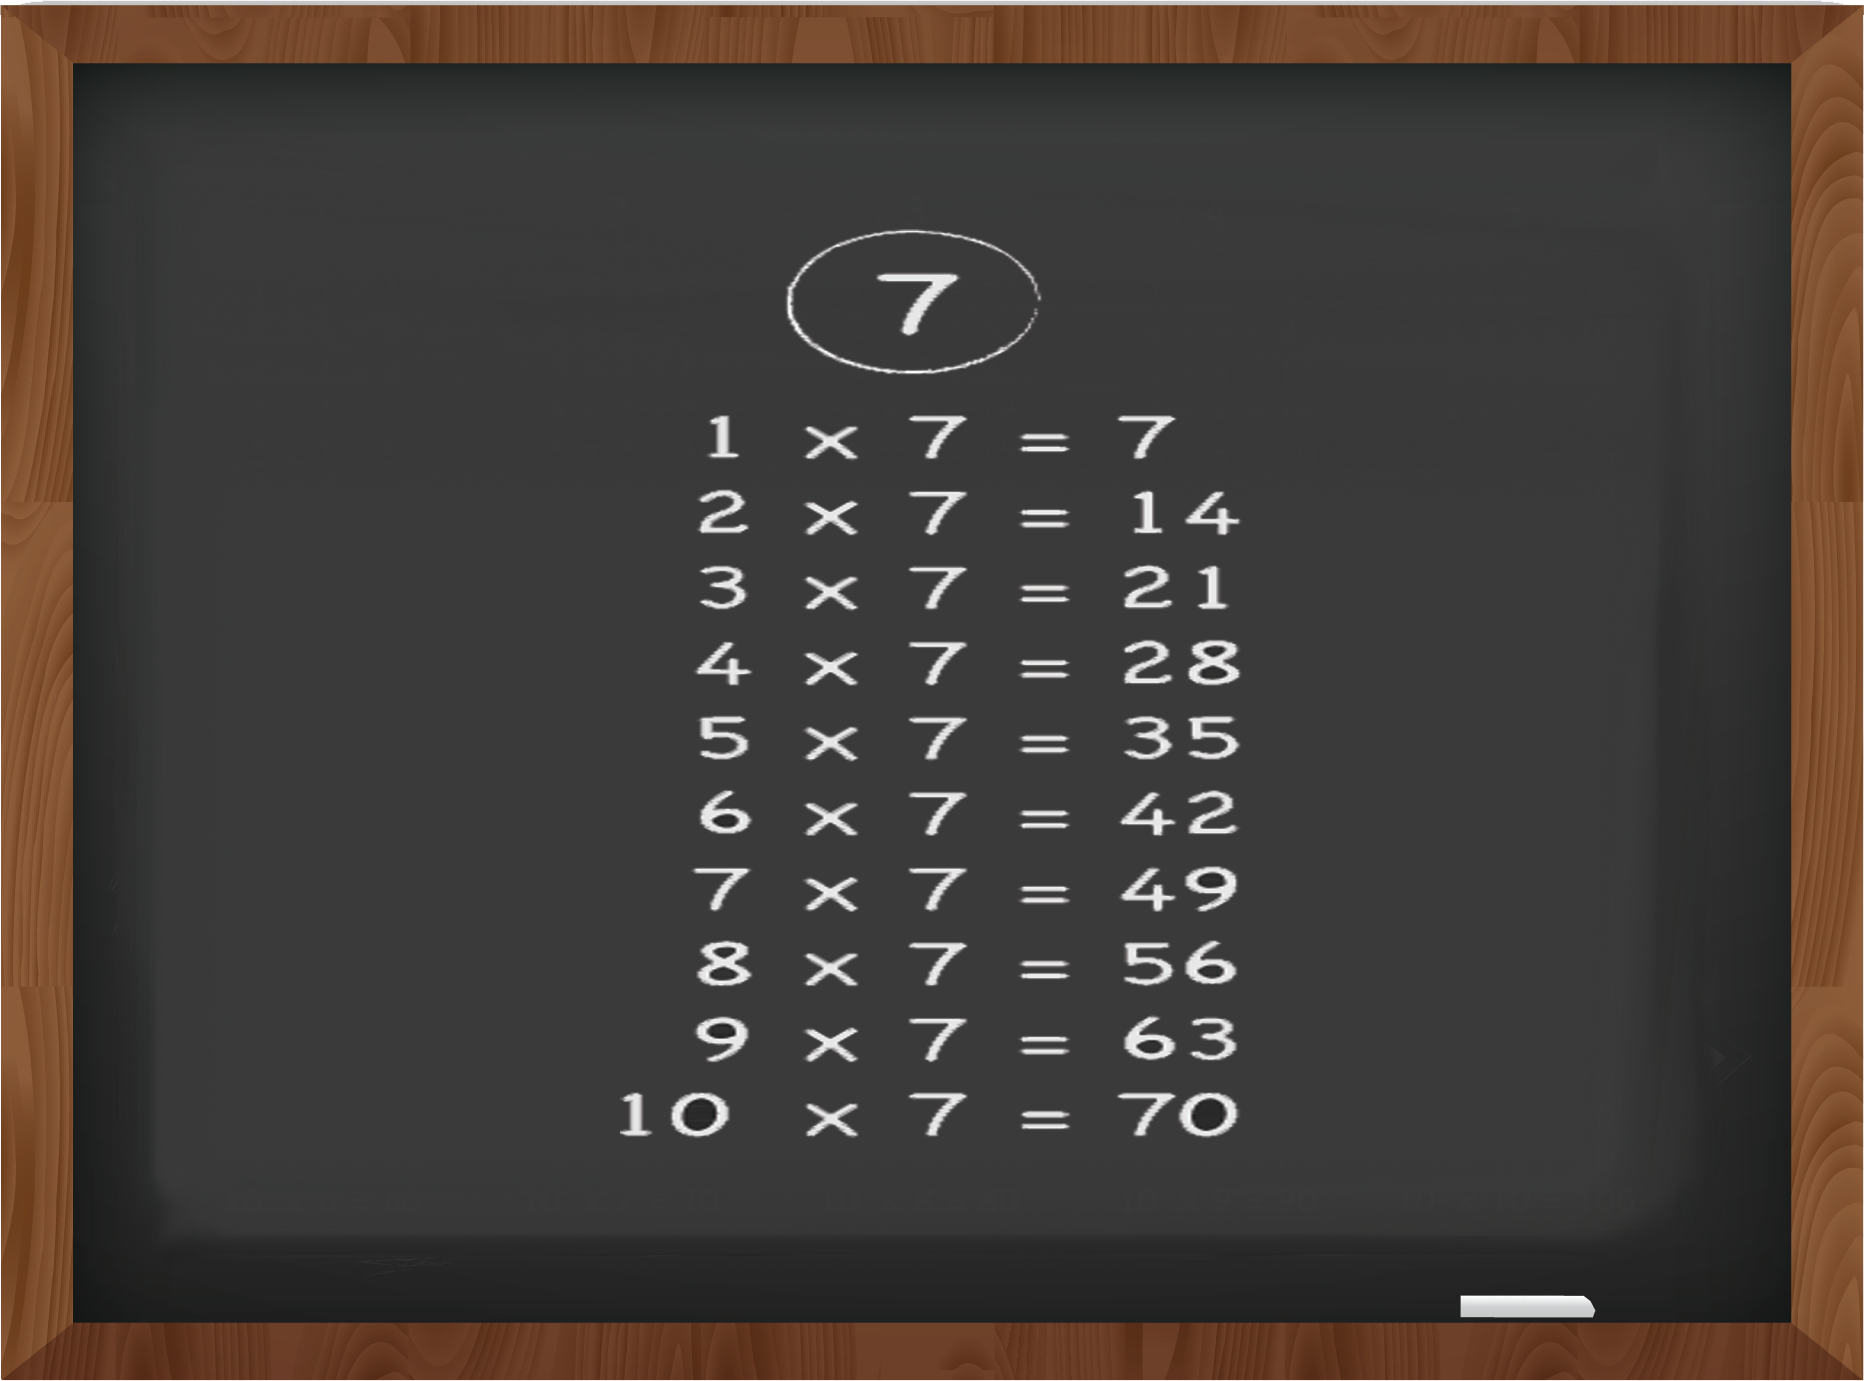 7
1 × 7 = 7
2 × 7 = 14
3 × 7 = 21
4 × 7 = 28
5 × 7 = 35
6 × 7 = 42
7 × 7 = 49
8 × 7 = 56
9 × 7 = 63
10 × 7 = 70